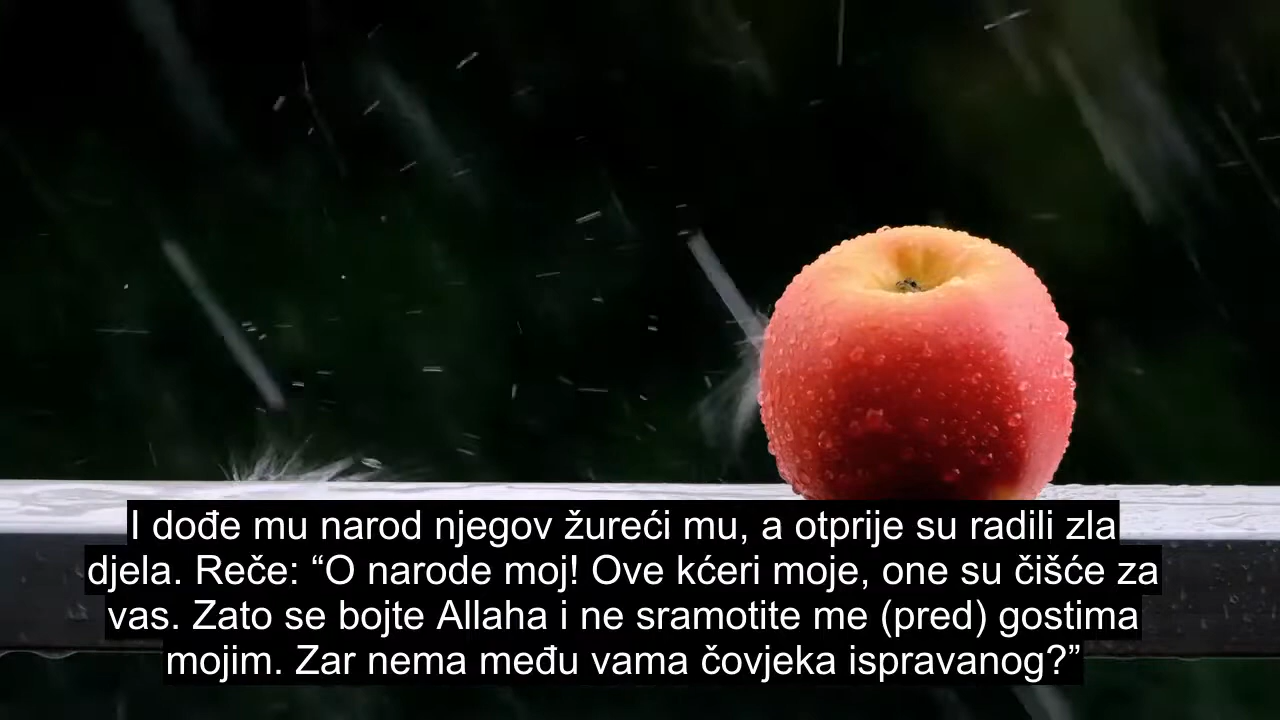 I dođe mu narod njegov žureći mu, a otprije su radili zla
djela. Reče: “O narode moj! Ove kćeri moje, one su čišće za
vas. Zato se bojte Allaha i ne sramotite me (pred) gostima
mojim. Zar nema među vama čovjeka ispravanog?”